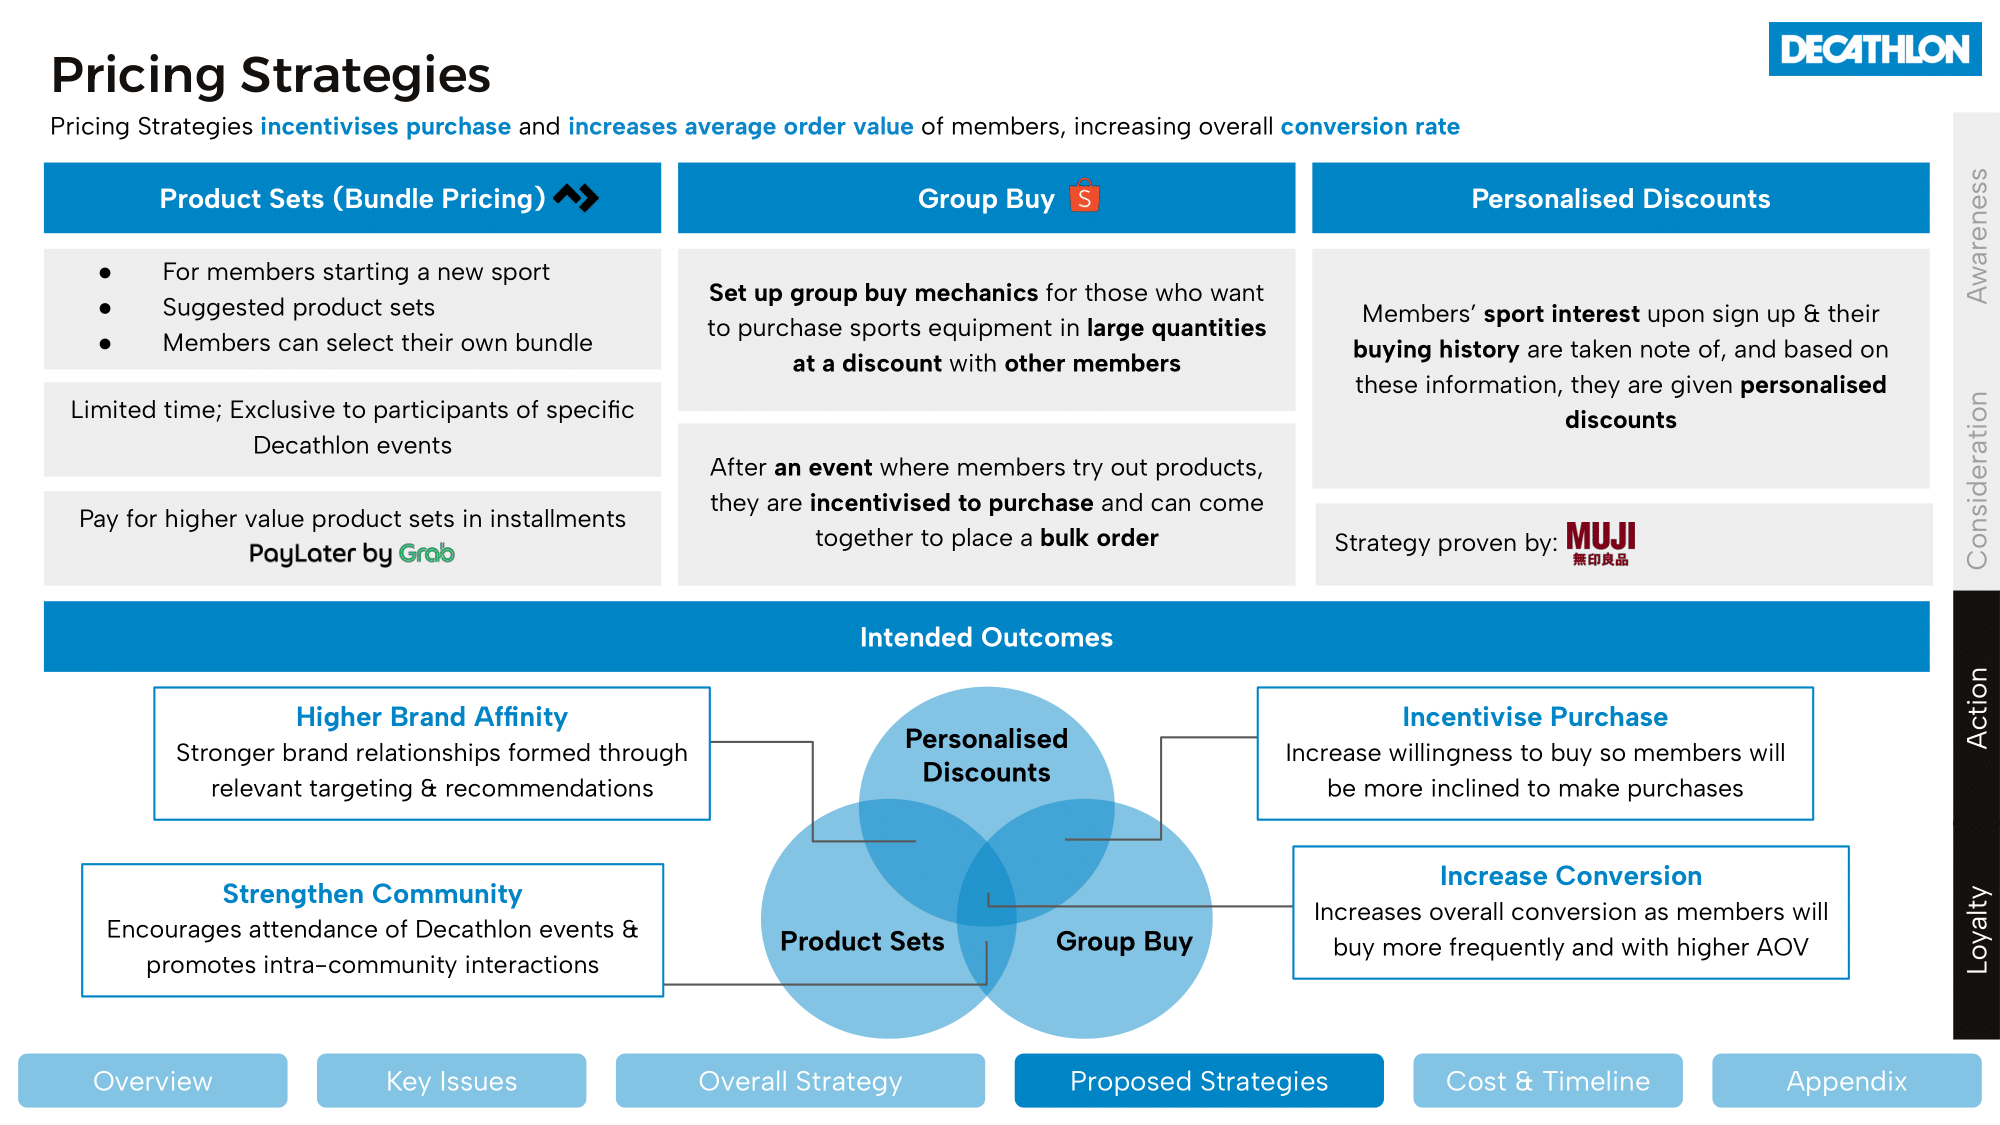 DECATHLON
Pricing Strategies
Pricing Strategies incentivises purchase and increases average order value of members, increasing overall conversion rate
Product Sets (Bundle Pricing)
● For members starting a new sport
● Suggested product sets
● Members can select their own bundle
Limited time; Exclusive to participants of specific
Decathlon events
Pay for higher value product sets in installments
PayLater by Grab
Group Buy
S
Set up group buy mechanics for those who want
to purchase sports equipment in large quantities
at a discount with other members
After an event where members try out products,
they are incentivised to purchase and can come
together to place a bulk order
Personalised Discounts
Members’ sport interest upon sign up & their
buying history are taken note of, and based on
these information, they are given personalised
discounts
Strategy proven by:
MUJI
無印良品
Awareness
Consideration
Action
Loyalty
Intended Outcomes
Higher Brand Affinity
Stronger brand relationships formed through
relevant targeting & recommendations
Strengthen Community
Encourages attendance of Decathlon events &
promotes intra-community interactions
Personalised
Discounts
Product Sets
Group Buy
Incentivise Purchase
Increase willingness to buy so members will
be more inclined to make purchases
Increase Conversion
Increases overall conversion as members will
buy more frequently and with higher AOV
Overview
Key Issues
Overall Strategy
Proposed Strategies
Cost & Timeline
Appendix